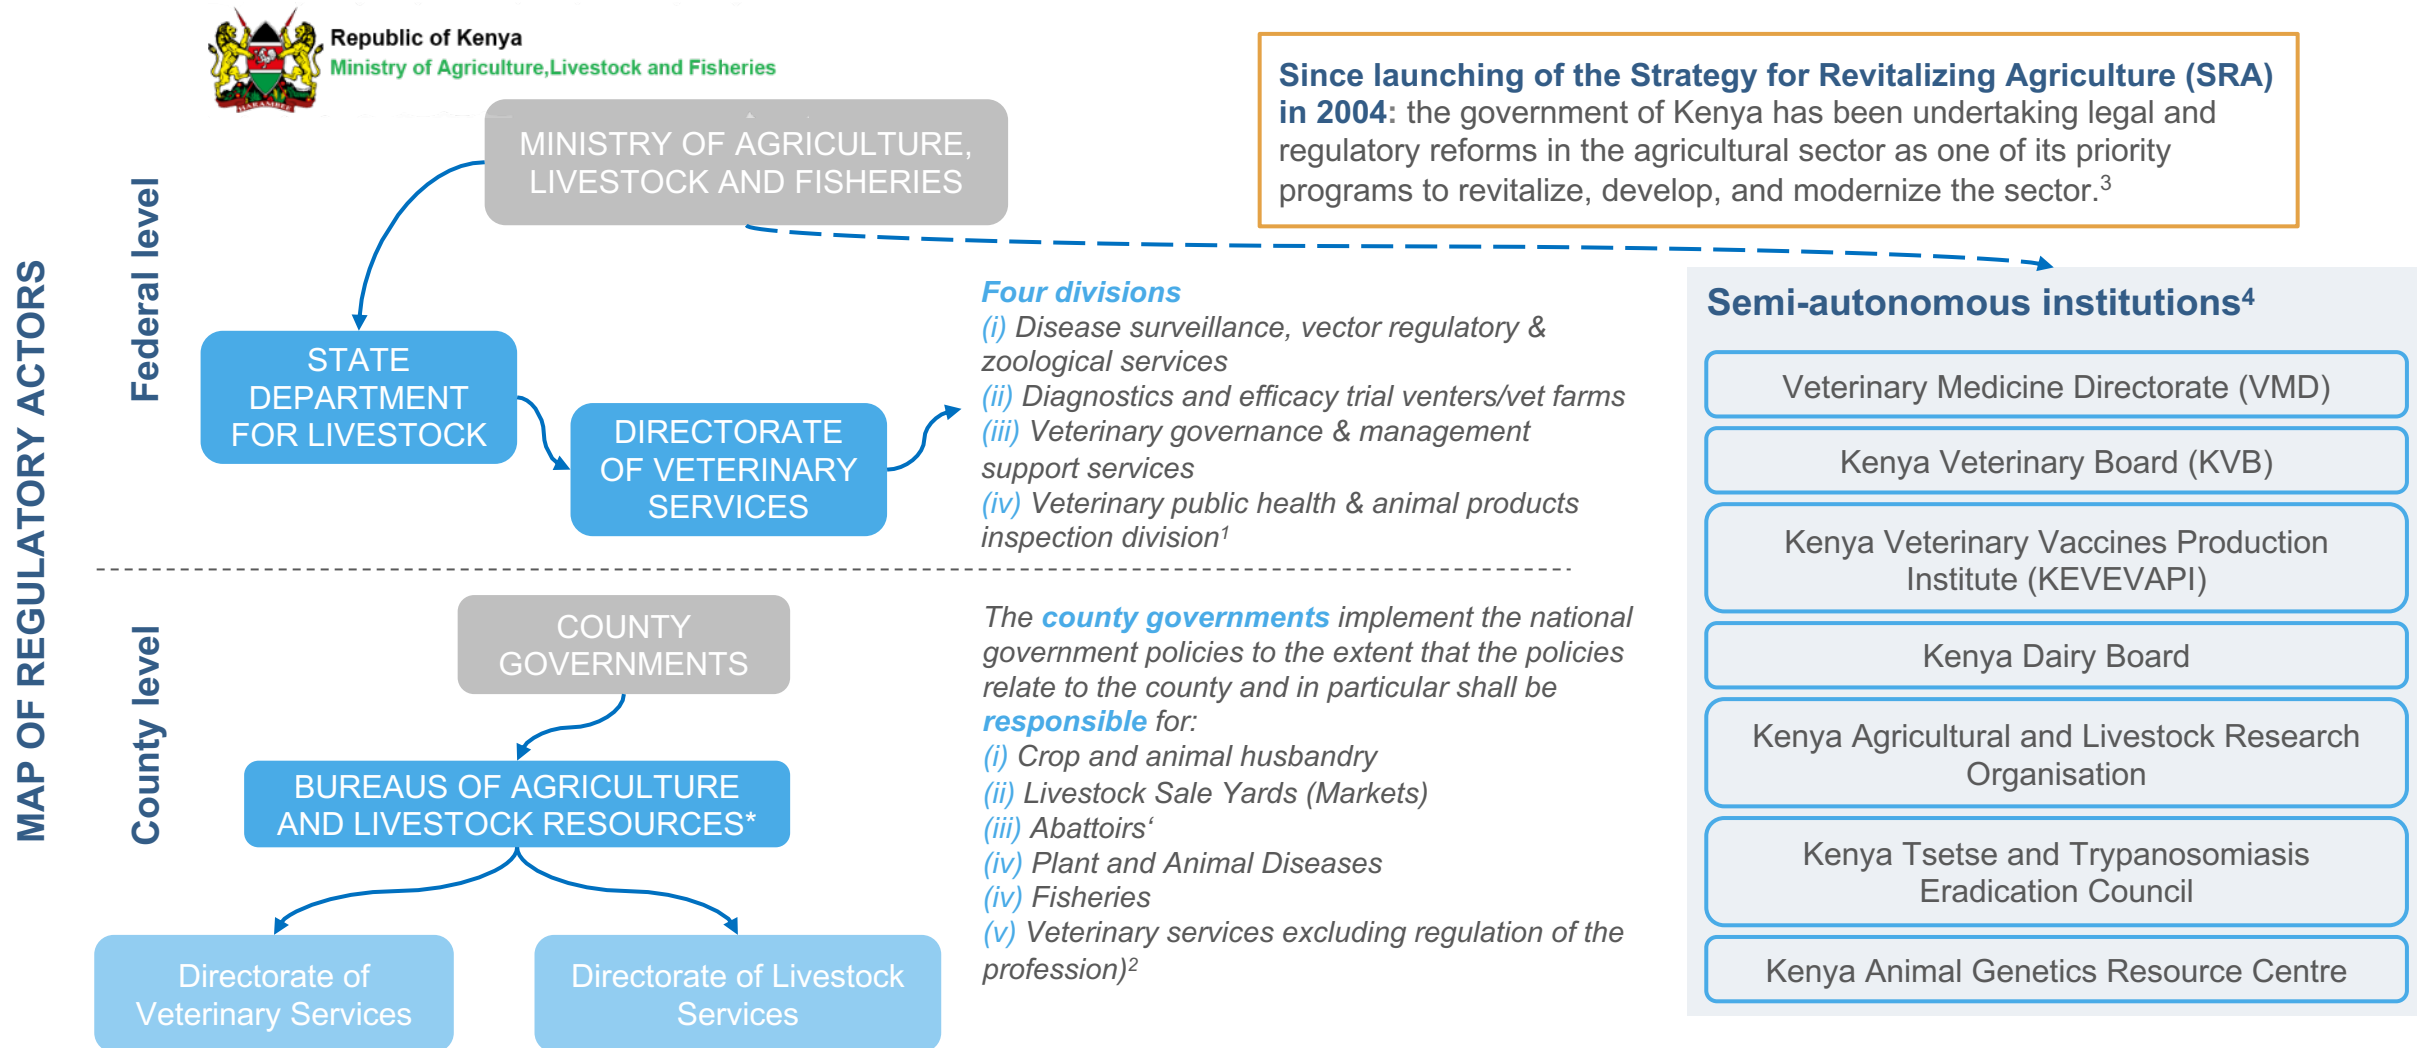 Republic of Kenya
Ministry of Agriculture,Livestock and Fisheries
HARAMBEE
MAP OF REGULATORY ACTORS
Federal level
MINISTRY OF AGRICULTURE,
LIVESTOCK AND FISHERIES
Since launching of the Strategy for Revitalizing Agriculture (SRA)
in 2004: the government of Kenya has been undertaking legal and
regulatory reforms in the agricultural sector as one of its priority
programs to revitalize, develop, and modernize the sector.³
STATE
DEPARTMENT
FOR LIVESTOCK
DIRECTORATE
OF VETERINARY
SERVICES
Four divisions
(i) Disease surveillance, vector regulatory &
zoological services
(ii) Diagnostics and efficacy trial venters/vet farms
(iii) Veterinary governance & management
support services
(iv) Veterinary public health & animal products
inspection division¹
County level
COUNTY
GOVERNMENTS
BUREAUS OF AGRICULTURE
AND LIVESTOCK RESOURCES*
Directorate of
Veterinary Services
Directorate of Livestock
Services
The county governments implement the national
government policies to the extent that the policies
relate to the county and in particular shall be
responsible for:
(i) Crop and animal husbandry
(ii) Livestock Sale Yards (Markets)
(iii) Abattoirs‘
(iv) Plant and Animal Diseases
(iv) Fisheries
(v) Veterinary services excluding regulation of the
profession)²
Semi-autonomous institutions⁴
Veterinary Medicine Directorate (VMD)
Kenya Veterinary Board (KVB)
Kenya Veterinary Vaccines Production
Institute (KEVEVAPI)
Kenya Dairy Board
Kenya Agricultural and Livestock Research
Organisation
Kenya Tsetse and Trypanosomiasis
Eradication Council
Kenya Animal Genetics Resource Centre